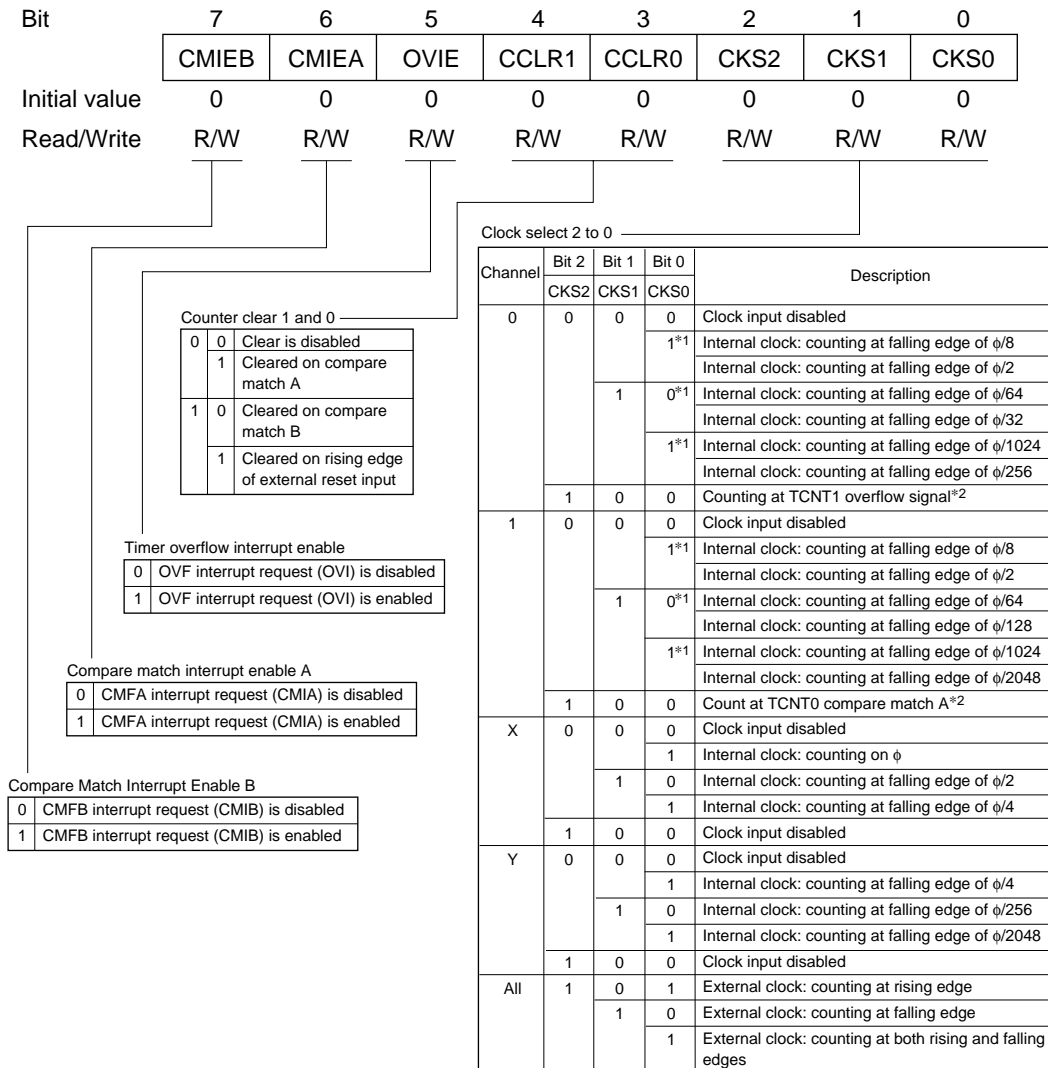 Bit 7 6 5 4 3 2 1 0
CMIEB CMIEA OVIE CCLR1 CCLR0 CKS2 CKS1 CKS0
Initial value 0 0 0 0 0 0 0 0
Read/Write R/W R/W R/W R/W R/W R/W R/W R/W
Clock select 2 to 0
Channel Bit 2 Bit 1 Bit 0 Description
CKS2 CKS1 CKS0
0 0 0 0 Clock input disabled
1*1 Internal clock: counting at falling edge of ϕ/8
Internal clock: counting at falling edge of ϕ/2
1 0*1 Internal clock: counting at falling edge of ϕ/64
Internal clock: counting at falling edge of ϕ/32
1*1 Internal clock: counting at falling edge of ϕ/1024
Internal clock: counting at falling edge of ϕ/256
1 0 0 Counting at TCNT1 overflow signal*2
1 0 0 0 Clock input disabled
1*1 Internal clock: counting at falling edge of ϕ/8
Internal clock: counting at falling edge of ϕ/2
1 0*1 Internal clock: counting at falling edge of ϕ/64
Internal clock: counting at falling edge of ϕ/128
1*1 Internal clock: counting at falling edge of ϕ/1024
Internal clock: counting at falling edge of ϕ/2048
1 0 0 Count at TCNT0 compare match A*2
X 0 0 0 Clock input disabled
1 Internal clock: counting on ϕ
1 0 Internal clock: counting at falling edge of ϕ/2
1 Internal clock: counting at falling edge of ϕ/4
1 0 0 Clock input disabled
Y 0 0 0 Clock input disabled
1 Internal clock: counting at falling edge of ϕ/4
1 0 Internal clock: counting at falling edge of ϕ/256
1 Internal clock: counting at falling edge of ϕ/2048
1 0 0 Clock input disabled
All 1 0 1 External clock: counting at rising edge
1 0 External clock: counting at falling edge
1 External clock: counting at both rising and falling
edges
Counter clear 1 and 0
0 0 Clear is disabled
1 Cleared on compare
match A
1 0 Cleared on compare
match B
1 Cleared on rising edge
of external reset input
Timer overflow interrupt enable
0 OVF interrupt request (OVI) is disabled
1 OVF interrupt request (OVI) is enabled
Compare match interrupt enable A
0 CMFA interrupt request (CMIA) is disabled
1 CMFA interrupt request (CMIA) is enabled
Compare Match Interrupt Enable B
0 CMFB interrupt request (CMIB) is disabled
1 CMFB interrupt request (CMIB) is enabled